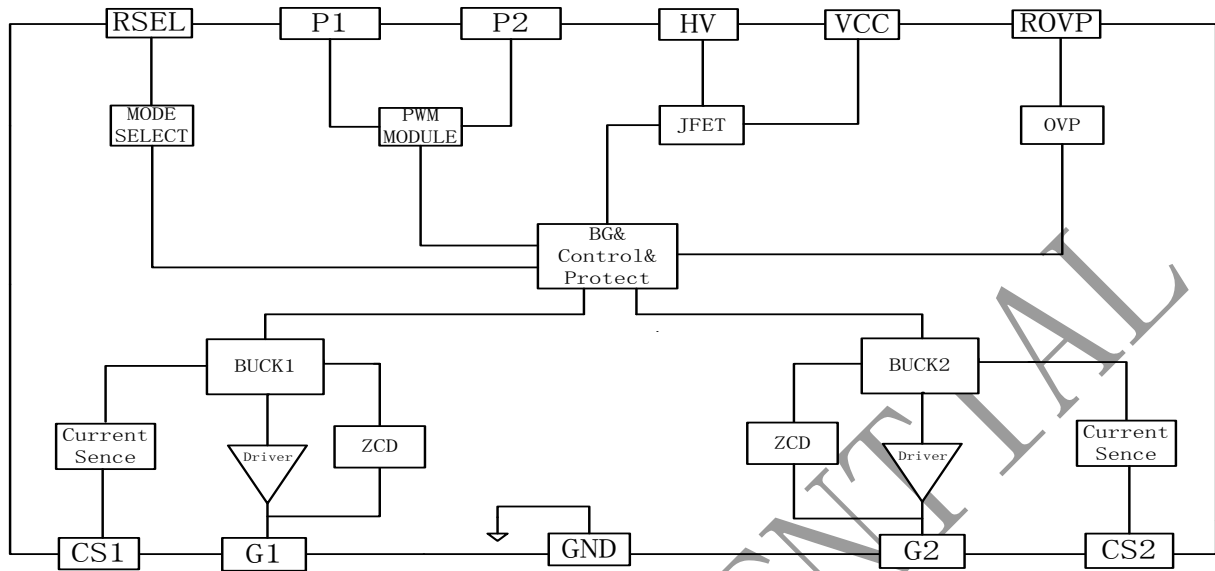 RSEL
P1
P2
HV
VCC
ROVP
MODE
SELECT
PWM
MODULE
JFET
OVP
BG&
Control&
Protect
BUCK1
BUCK2
Current
Sence
Driver
ZCD
ZCD
Driver
Current
Sence
CS1
G1
GND
G2
CS2
ENTIAL